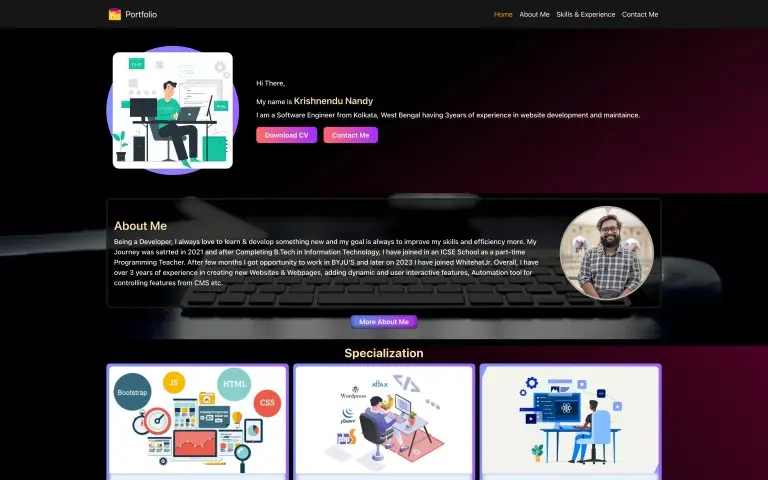 Portfolio
Home About Me Skills & Experience Contact Me
Hi There,
My name is Krishnendu Nandy
I am a Software Engineer from Kolkata, West Bengal having 3years of experience in website development and maintaince.
Download CV Contact Me
About Me
Being a Developer, I always love to learn & develop something new and my goal is always to improve my skills and efficiency more. My
Journey was satrted in 2021 and after Completing B.Tech in Information Technology, I have joined in an ICSE School as a part-time
Programming Teacher. After few months I got opportunity to work in BYJU'S and later on 2023 I have joined WhitehatJr. Overall, I have
over 3 years of experience in creating new Websites & Webpages, adding dynamic and user interactive features, Automation tool for
controlling features from CMS etc.
More About Me
Specialization
Bootstrap JS HTML CSS
AJAX
Wordpress
jQuery
php